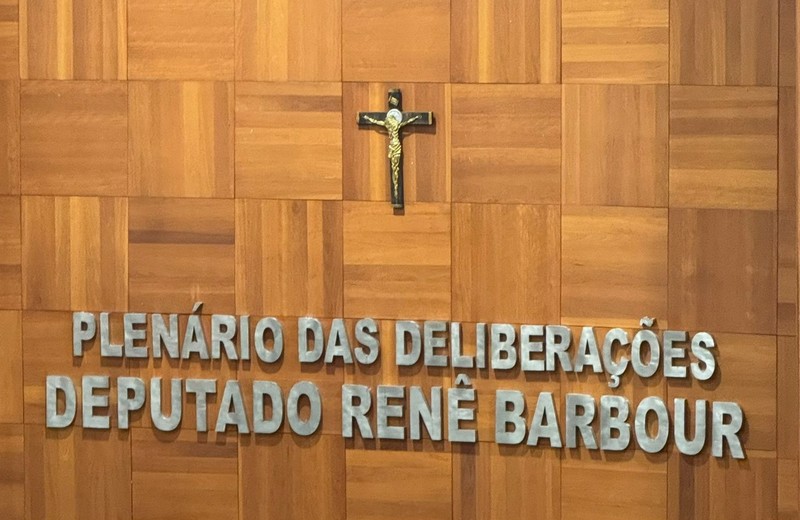 PLENÁRIO DAS DELIBERAÇÕES
DEPUTADO RENÊ BARBOUR